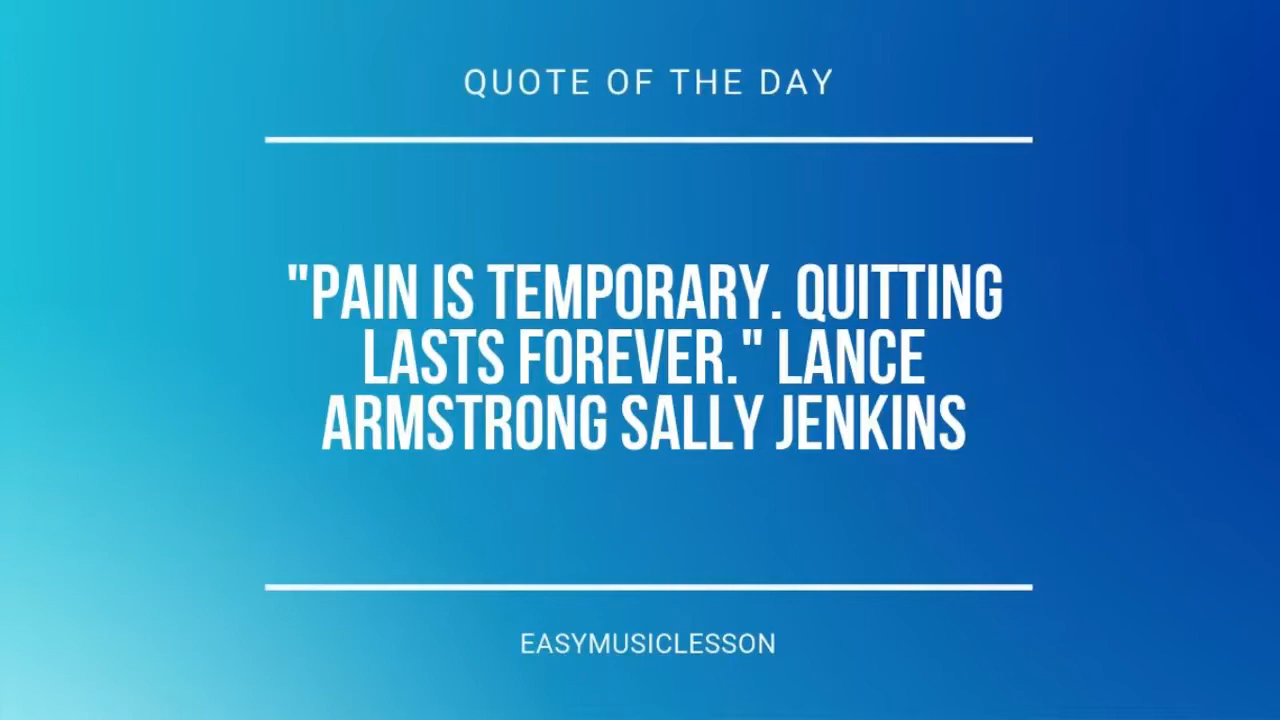 QUOTE OF THE DAY
"PAIN IS TEMPORARY. QUITTING
LASTS FOREVER." LANCE
ARMSTRONG SALLY JENKINS
EASYMUSICLESSON